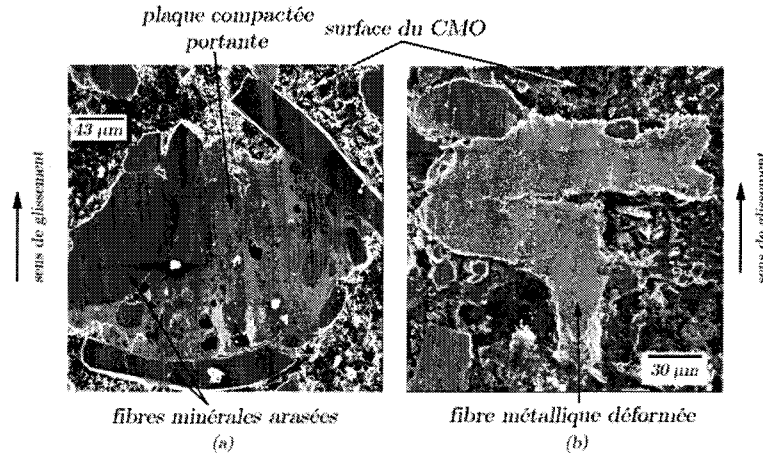 plaque compactée
portante
surface du CMO
43 µm
sens de glissement
sens de glissement
30 µm
fibres minérales arasées
fibre métallique déformée
(a)
(b)